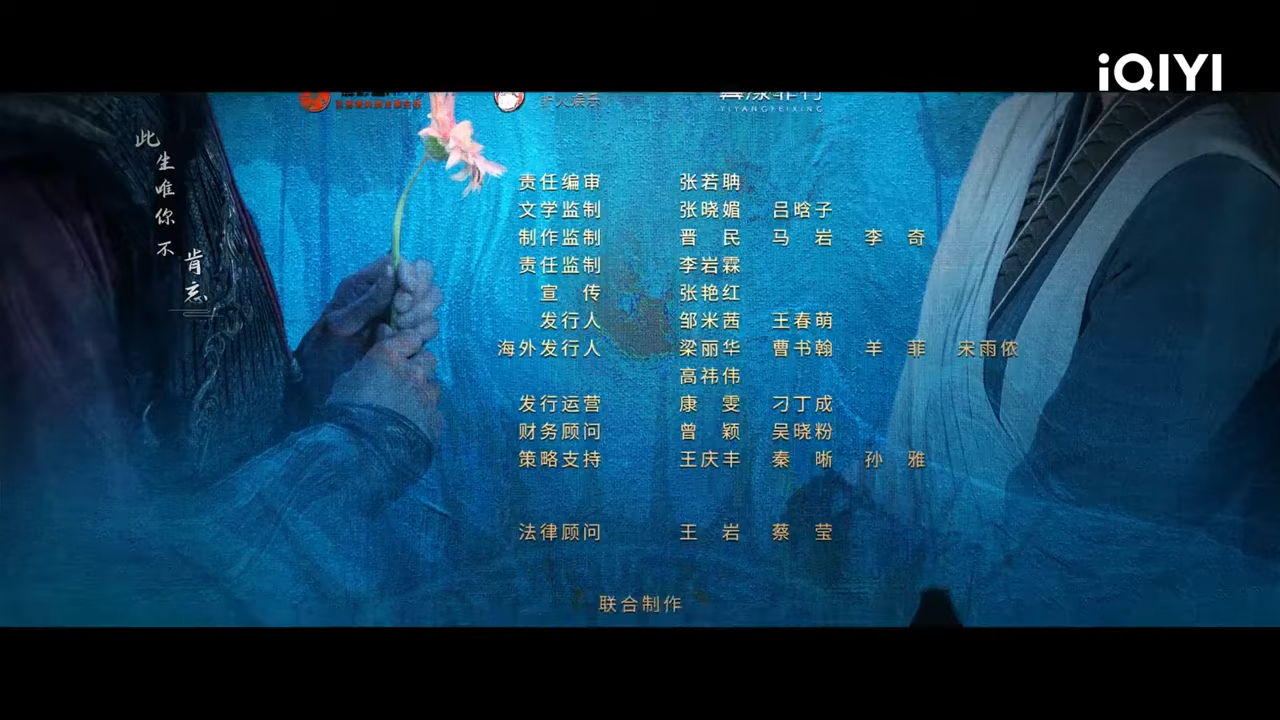 iQIYI
YIYANGFEIXING
此生唯你不肯忘
责任编审 张若聃
文学监制 张晓媚 吕晗子
制作监制 晋民 马岩 李奇
责任监制 李岩霖
宣传 张艳红
发行人 邹米茜 王春萌
海外发行人 梁丽华 曹书翰 羊菲 宋雨侬
高祎伟
发行运营 康雯 刁丁成
财务顾问 曾颖 吴晓粉
策略支持 王庆丰 秦晰 孙雅
法律顾问 王岩 蔡莹
联合制作